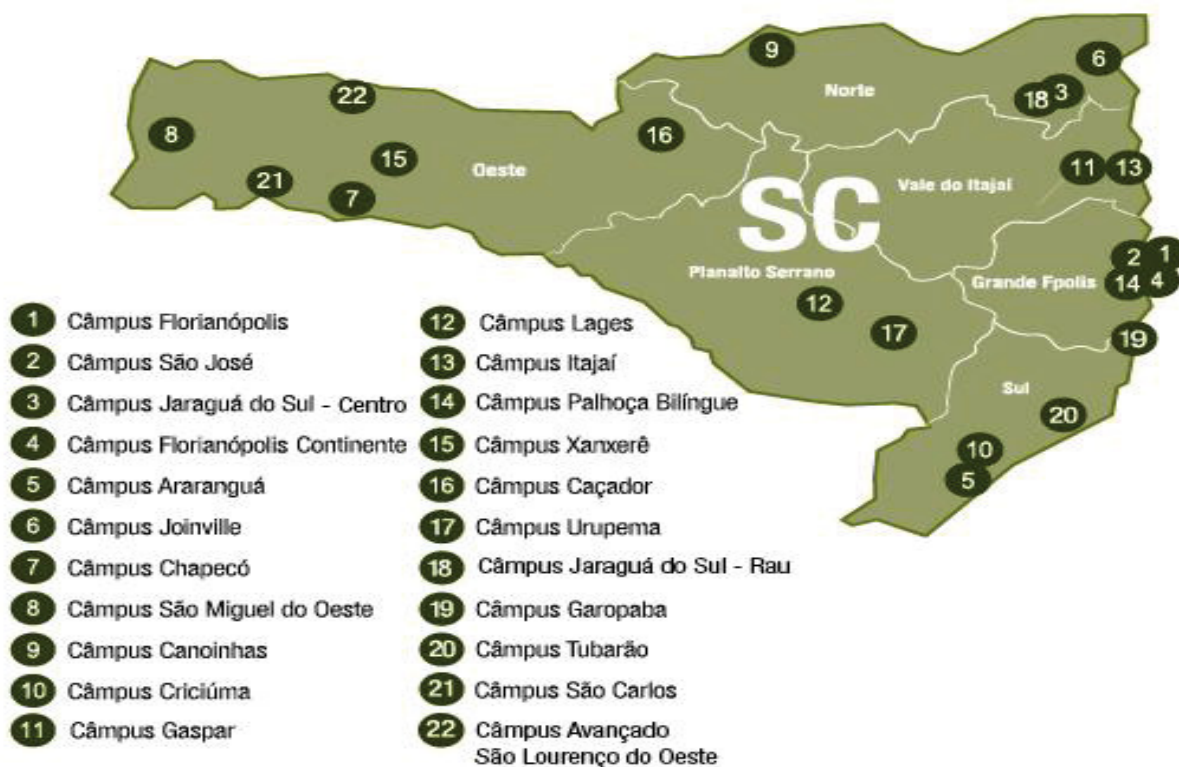 9
6
22
Norte
18
3
8
16
15
Oeste
11
13
21
Vale do Itajaí
7
SC
2
1
Planalto Serrano
Grande Fpolis
14
4
12
17
19
Sul
20
10
5
1 Câmpus Florianópolis
2 Câmpus São José
3 Câmpus Jaraguá do Sul - Centro
4 Câmpus Florianópolis Continente
5 Câmpus Araranguá
6 Câmpus Joinville
7 Câmpus Chapecó
8 Câmpus São Miguel do Oeste
9 Câmpus Canoinhas
10 Câmpus Criciúma
11 Câmpus Gaspar
12 Câmpus Lages
13 Câmpus Itajaí
14 Câmpus Palhoça Bilíngue
15 Câmpus Xanxerê
16 Câmpus Caçador
17 Câmpus Urupema
18 Câmpus Jaraguá do Sul - Rau
19 Câmpus Garopaba
20 Câmpus Tubarão
21 Câmpus São Carlos
22 Câmpus Avançado
São Lourenço do Oeste